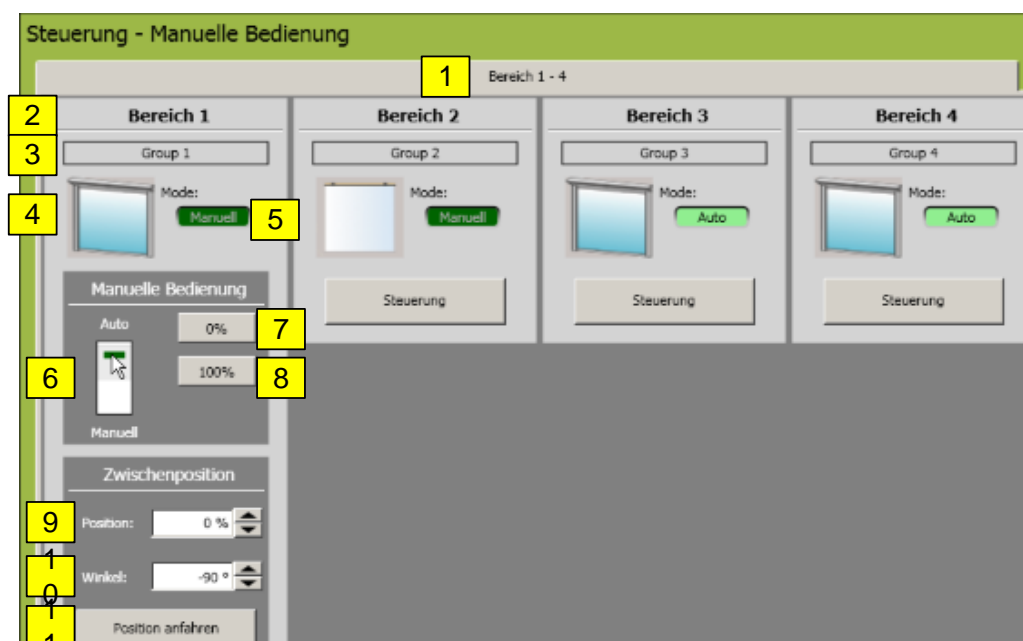 Steuerung - Manuelle Bedienung
1 Bereich 1 - 4
2 Bereich 1 Bereich 2 Bereich 3 Bereich 4
3 Group 1 Group 2 Group 3 Group 4
Mode: Mode: Mode: Mode:
4 Manuell 5 Manuell Auto Auto
Manuelle Bedienung
Steuerung Steuerung Steuerung
Auto 0% 7
6 100% 8
Manuell
Zwischenposition
9 Position: 0 %
10 Winkel: -90 °
11 Position anfahren